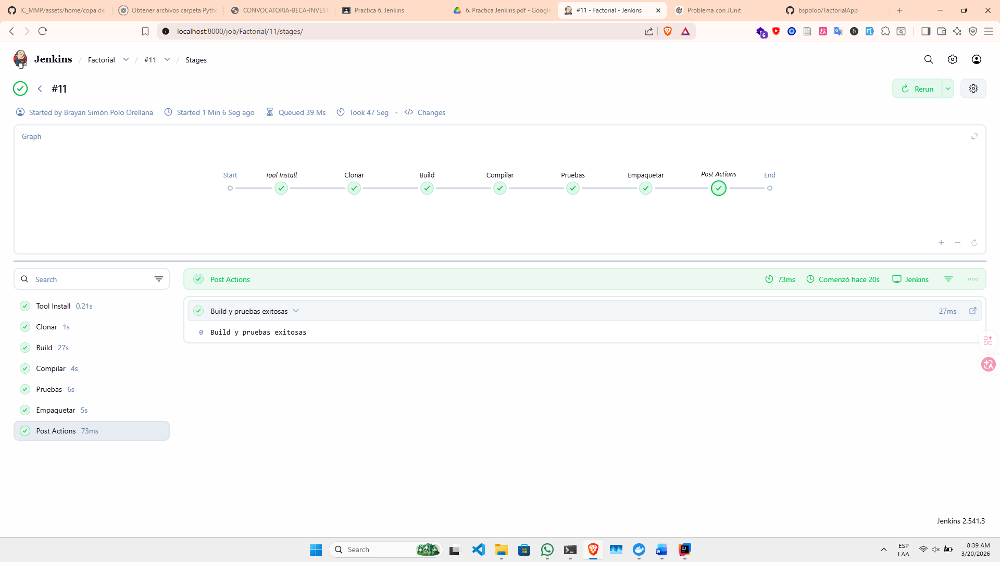 IC_MMP/assets/home/copa de
Obtener archivos carpeta Pytho
CONVOCATORIA-BECA-INVEST
Practica 6. Jenkins
6. Practica Jenkins.pdf - Google
#11 - Factorial - Jenkins
Problema con JUnit
bspoloo/FactorialApp
localhost:8000/job/Factorial/11/stages/
6
Jenkins / Factorial / #11 / Stages
#11
Rerun
Started by Brayan Simón Polo Orellana
Started 1 Min 6 Seg ago
Queued 39 Ms
Took 47 Seg
Changes
Graph
Start
Tool Install
Clonar
Build
Compilar
Pruebas
Empaquetar
Post Actions
End
Search
Tool Install 0.21s
Clonar 1s
Build 27s
Compilar 4s
Pruebas 6s
Empaquetar 5s
Post Actions 73ms
Post Actions
73ms
Comenzó hace 20s
Jenkins
Build y pruebas exitosas
27ms
0 Build y pruebas exitosas
Jenkins 2.541.3
Search
ESP
LAA
8:39 AM
3/20/2026